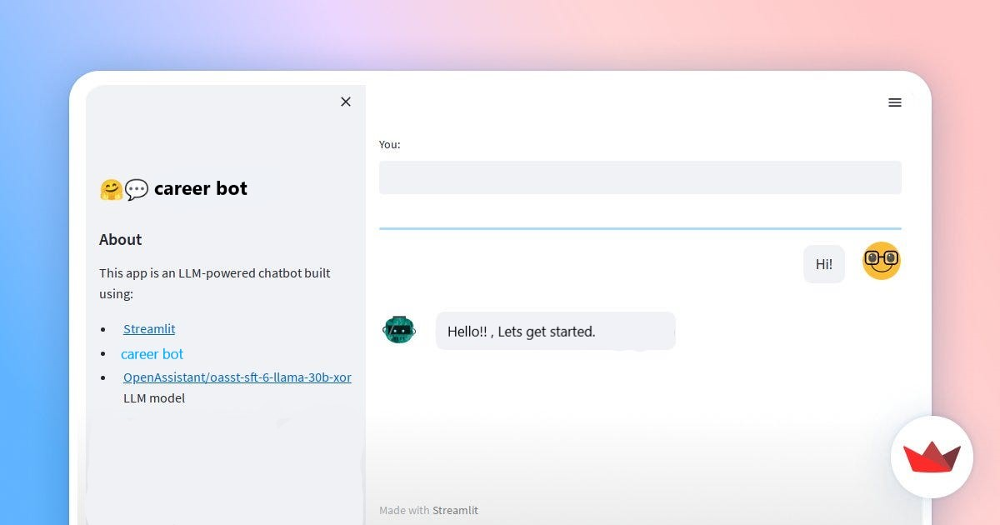 career bot
About
This app is an LLM-powered chatbot built
using:
Streamlit
career bot
OpenAssistant/oasst-sft-6-llama-30b-xor
LLM model
You:
Hi!
Hello!! , Lets get started.
Made with Streamlit